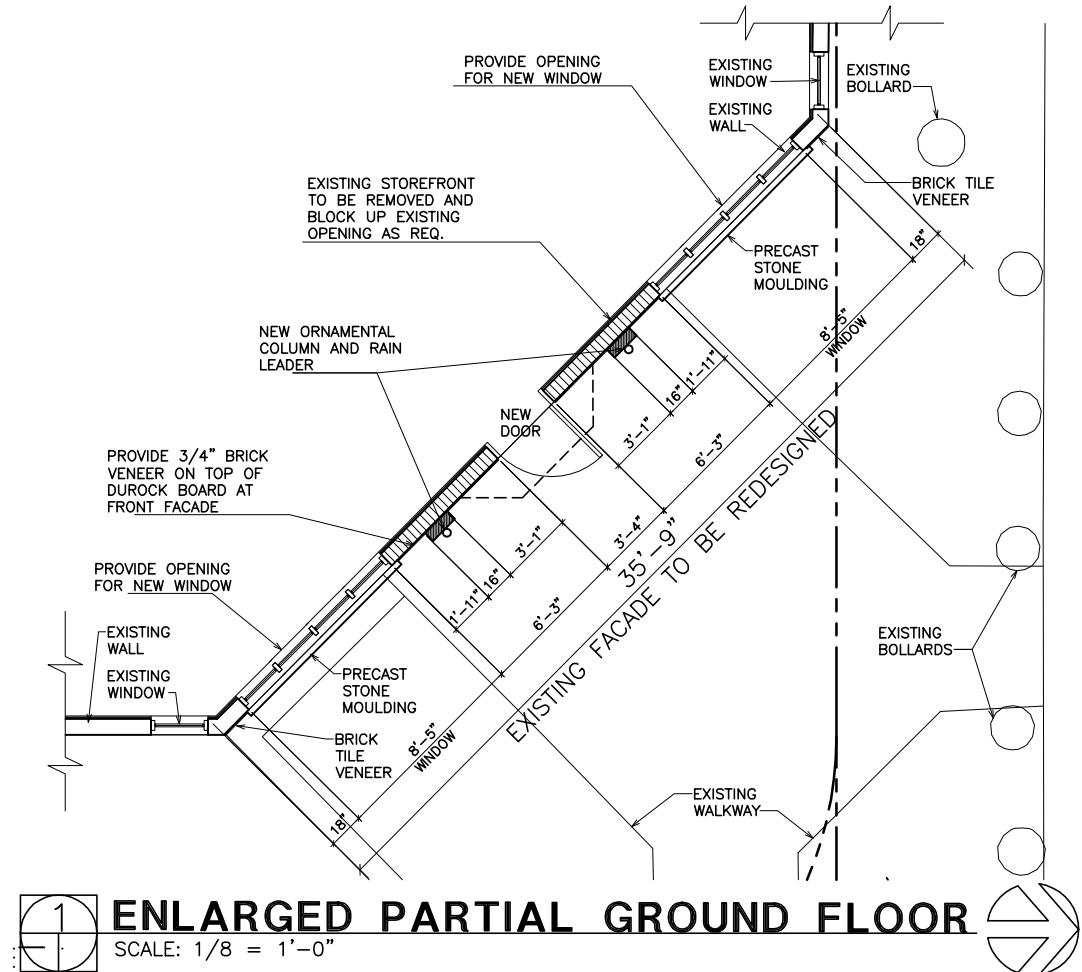 PROVIDE OPENING
FOR NEW WINDOW
EXISTING
WINDOW
EXISTING
BOLLARD
EXISTING
WALL
EXISTING STOREFRONT
TO BE REMOVED AND
BLOCK UP EXISTING
OPENING AS REQ.
BRICK TILE
VENEER
PRECAST
STONE
MOULDING
18"
8'-5"
WINDOW
NEW ORNAMENTAL
COLUMN AND RAIN
LEADER
1'-11"
16"
3'-1"
6'-3"
NEW
DOOR
PROVIDE 3/4" BRICK
VENEER ON TOP OF
DUROCK BOARD AT
FRONT FACADE
3'-4"
35'-9"
EXISTING FACADE TO BE REDESIGNED
3'-1"
16"
1'-11"
6'-3"
PROVIDE OPENING
FOR NEW WINDOW
EXISTING
WALL
EXISTING
WINDOW
PRECAST
STONE
MOULDING
BRICK
TILE
VENEER
8'-5"
WINDOW
18"
EXISTING
BOLLARDS
EXISTING
WALKWAY
1
ENLARGED PARTIAL GROUND FLOOR
SCALE: 1/8 = 1'-0"